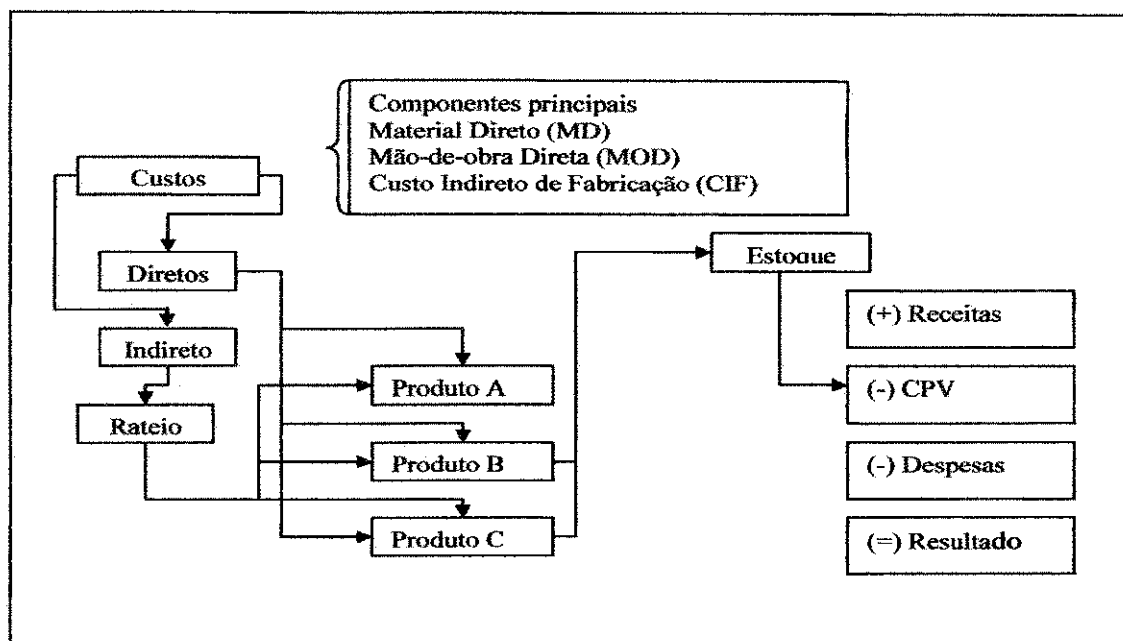 Componentes principais
Material Direto (MD)
Mão-de-obra Direta (MOD)
Custo Indireto de Fabricação (CIF)
Custos
Diretos
Indireto
Rateio
Produto A
Produto B
Produto C
Estoque
(+) Receitas
(-) CPV
(-) Despesas
(=) Resultado